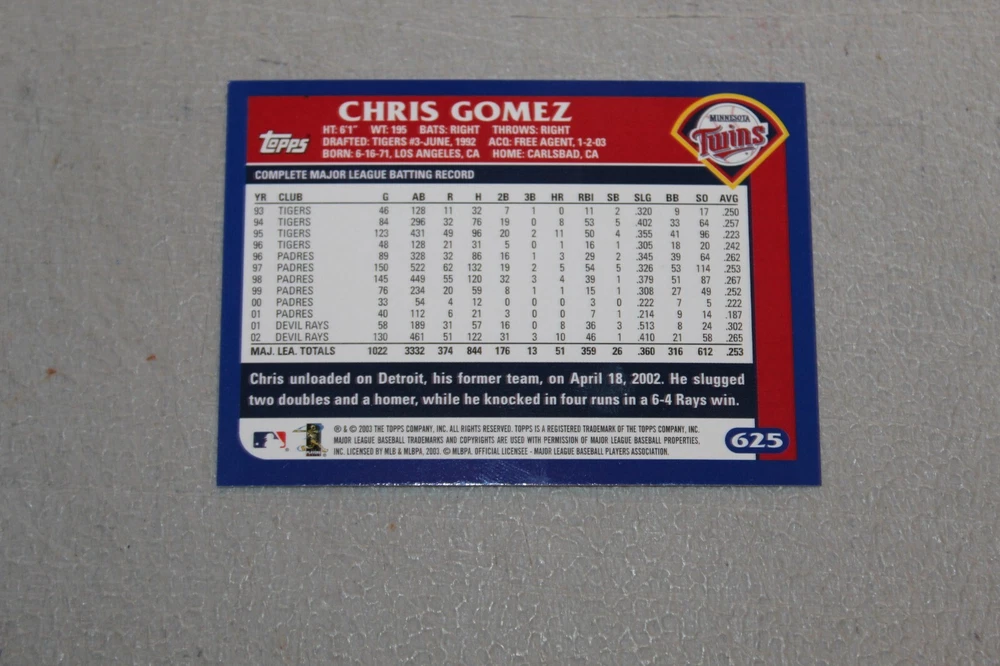 CHRIS GOMEZ
MINNESOTA
Twins
Topps
HT: 6'1" WT: 195 BATS: RIGHT THROWS: RIGHT
DRAFTED: TIGERS #3-JUNE, 1992 ACQ: FREE AGENT, 1-2-03
BORN: 6-16-71, LOS ANGELES, CA HOME: CARLSBAD, CA
COMPLETE MAJOR LEAGUE BATTING RECORD
YR CLUB G AB R H 2B 3B HR RBI SB SLG BB SO AVG
93 TIGERS 46 128 11 32 7 1 0 11 2 .320 9 17 .250
94 TIGERS 84 296 32 76 19 0 8 53 5 .402 33 64 .257
95 TIGERS 123 431 49 96 20 2 11 50 4 .355 41 96 .223
96 TIGERS 48 128 21 31 5 0 1 16 1 .305 18 20 .242
96 PADRES 89 328 32 86 16 1 3 29 2 .345 39 64 .262
97 PADRES 150 522 62 132 19 2 5 54 5 .326 53 114 .253
98 PADRES 145 449 55 120 32 3 4 39 1 .379 51 87 .267
99 PADRES 76 234 20 59 8 1 1 15 1 .308 27 49 .252
00 PADRES 33 54 4 12 0 0 0 3 0 .222 7 5 .222
01 PADRES 40 112 6 21 3 0 0 7 1 .214 9 14 .187
01 DEVIL RAYS 58 189 31 57 16 0 8 36 3 .513 8 24 .302
02 DEVIL RAYS 130 461 51 122 31 3 10 46 1 .410 21 58 .265
MAJ. LEA. TOTALS 1022 3332 374 844 176 13 51 359 26 .360 316 612 .253
Chris unloaded on Detroit, his former team, on April 18, 2002. He slugged
two doubles and a homer, while he knocked in four runs in a 6-4 Rays win.
® & © 2003 THE TOPPS COMPANY, INC. ALL RIGHTS RESERVED. TOPPS IS A REGISTERED TRADEMARK OF THE TOPPS COMPANY, INC.
MAJOR LEAGUE BASEBALL TRADEMARKS AND COPYRIGHTS ARE USED WITH PERMISSION OF MAJOR LEAGUE BASEBALL PROPERTIES,
INC. LICENSED BY MLB & MLBPA, 2003. © MLBPA. OFFICIAL LICENSEE - MAJOR LEAGUE BASEBALL PLAYERS ASSOCIATION.
625